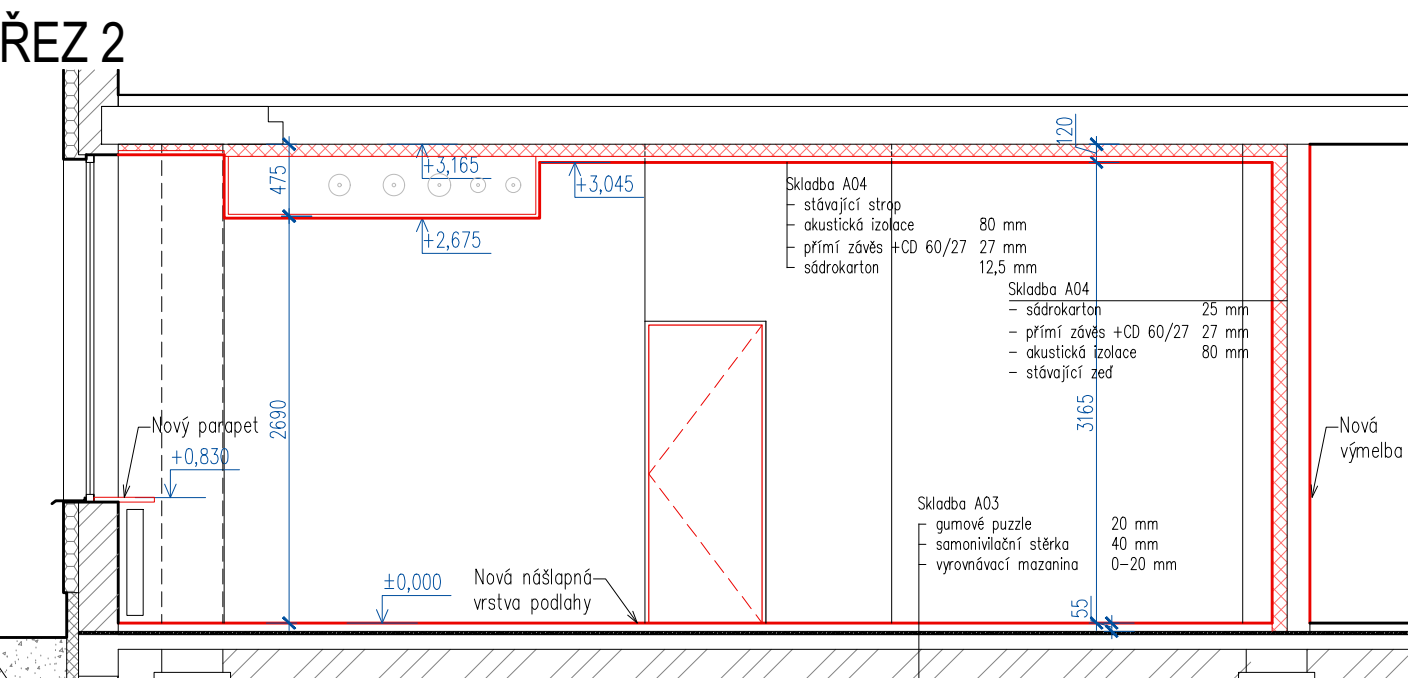 ŘEZ 2
120
+3,165
475
+3,045
+2,675
Skladba A04
- stávající strop
- akustická izolace 80 mm
- přímí závěs +CD 60/27 27 mm
- sádrokarton 12,5 mm
Skladba A04
- sádrokarton 25 mm
- přímí závěs +CD 60/27 27 mm
- akustická izolace 80 mm
- stávající zeď
2690
3165
Nový parapet
+0,830
Nová
výmelba
Skladba A03
- gumové puzzle 20 mm
- samonivilační stěrka 40 mm
- vyrovnávací mazanina 0-20 mm
±0,000
Nová nášlapná
vrstva podlahy
55